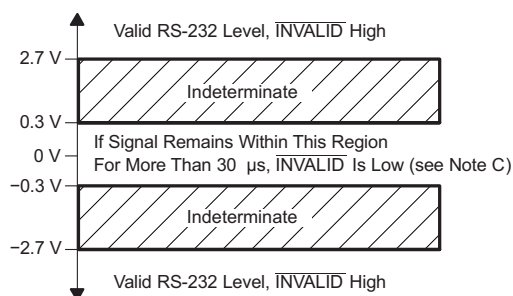 Valid RS-232 Level, INVALID High
2.7 V
Indeterminate
0.3 V
If Signal Remains Within This Region
0 V
For More Than 30 µs, INVALID Is Low (see Note C)
−0.3 V
Indeterminate
−2.7 V
Valid RS-232 Level, INVALID High